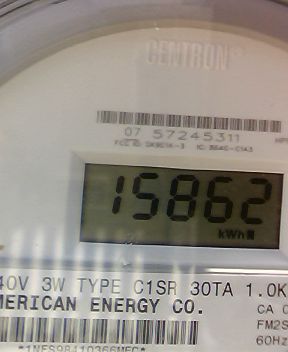 CENTRON
07 57245311
15862
kWh
40V 3W TYPE C1SR 30TA 1.0K
MERICAN ENERGY CO.
CA
FM2S
60Hz